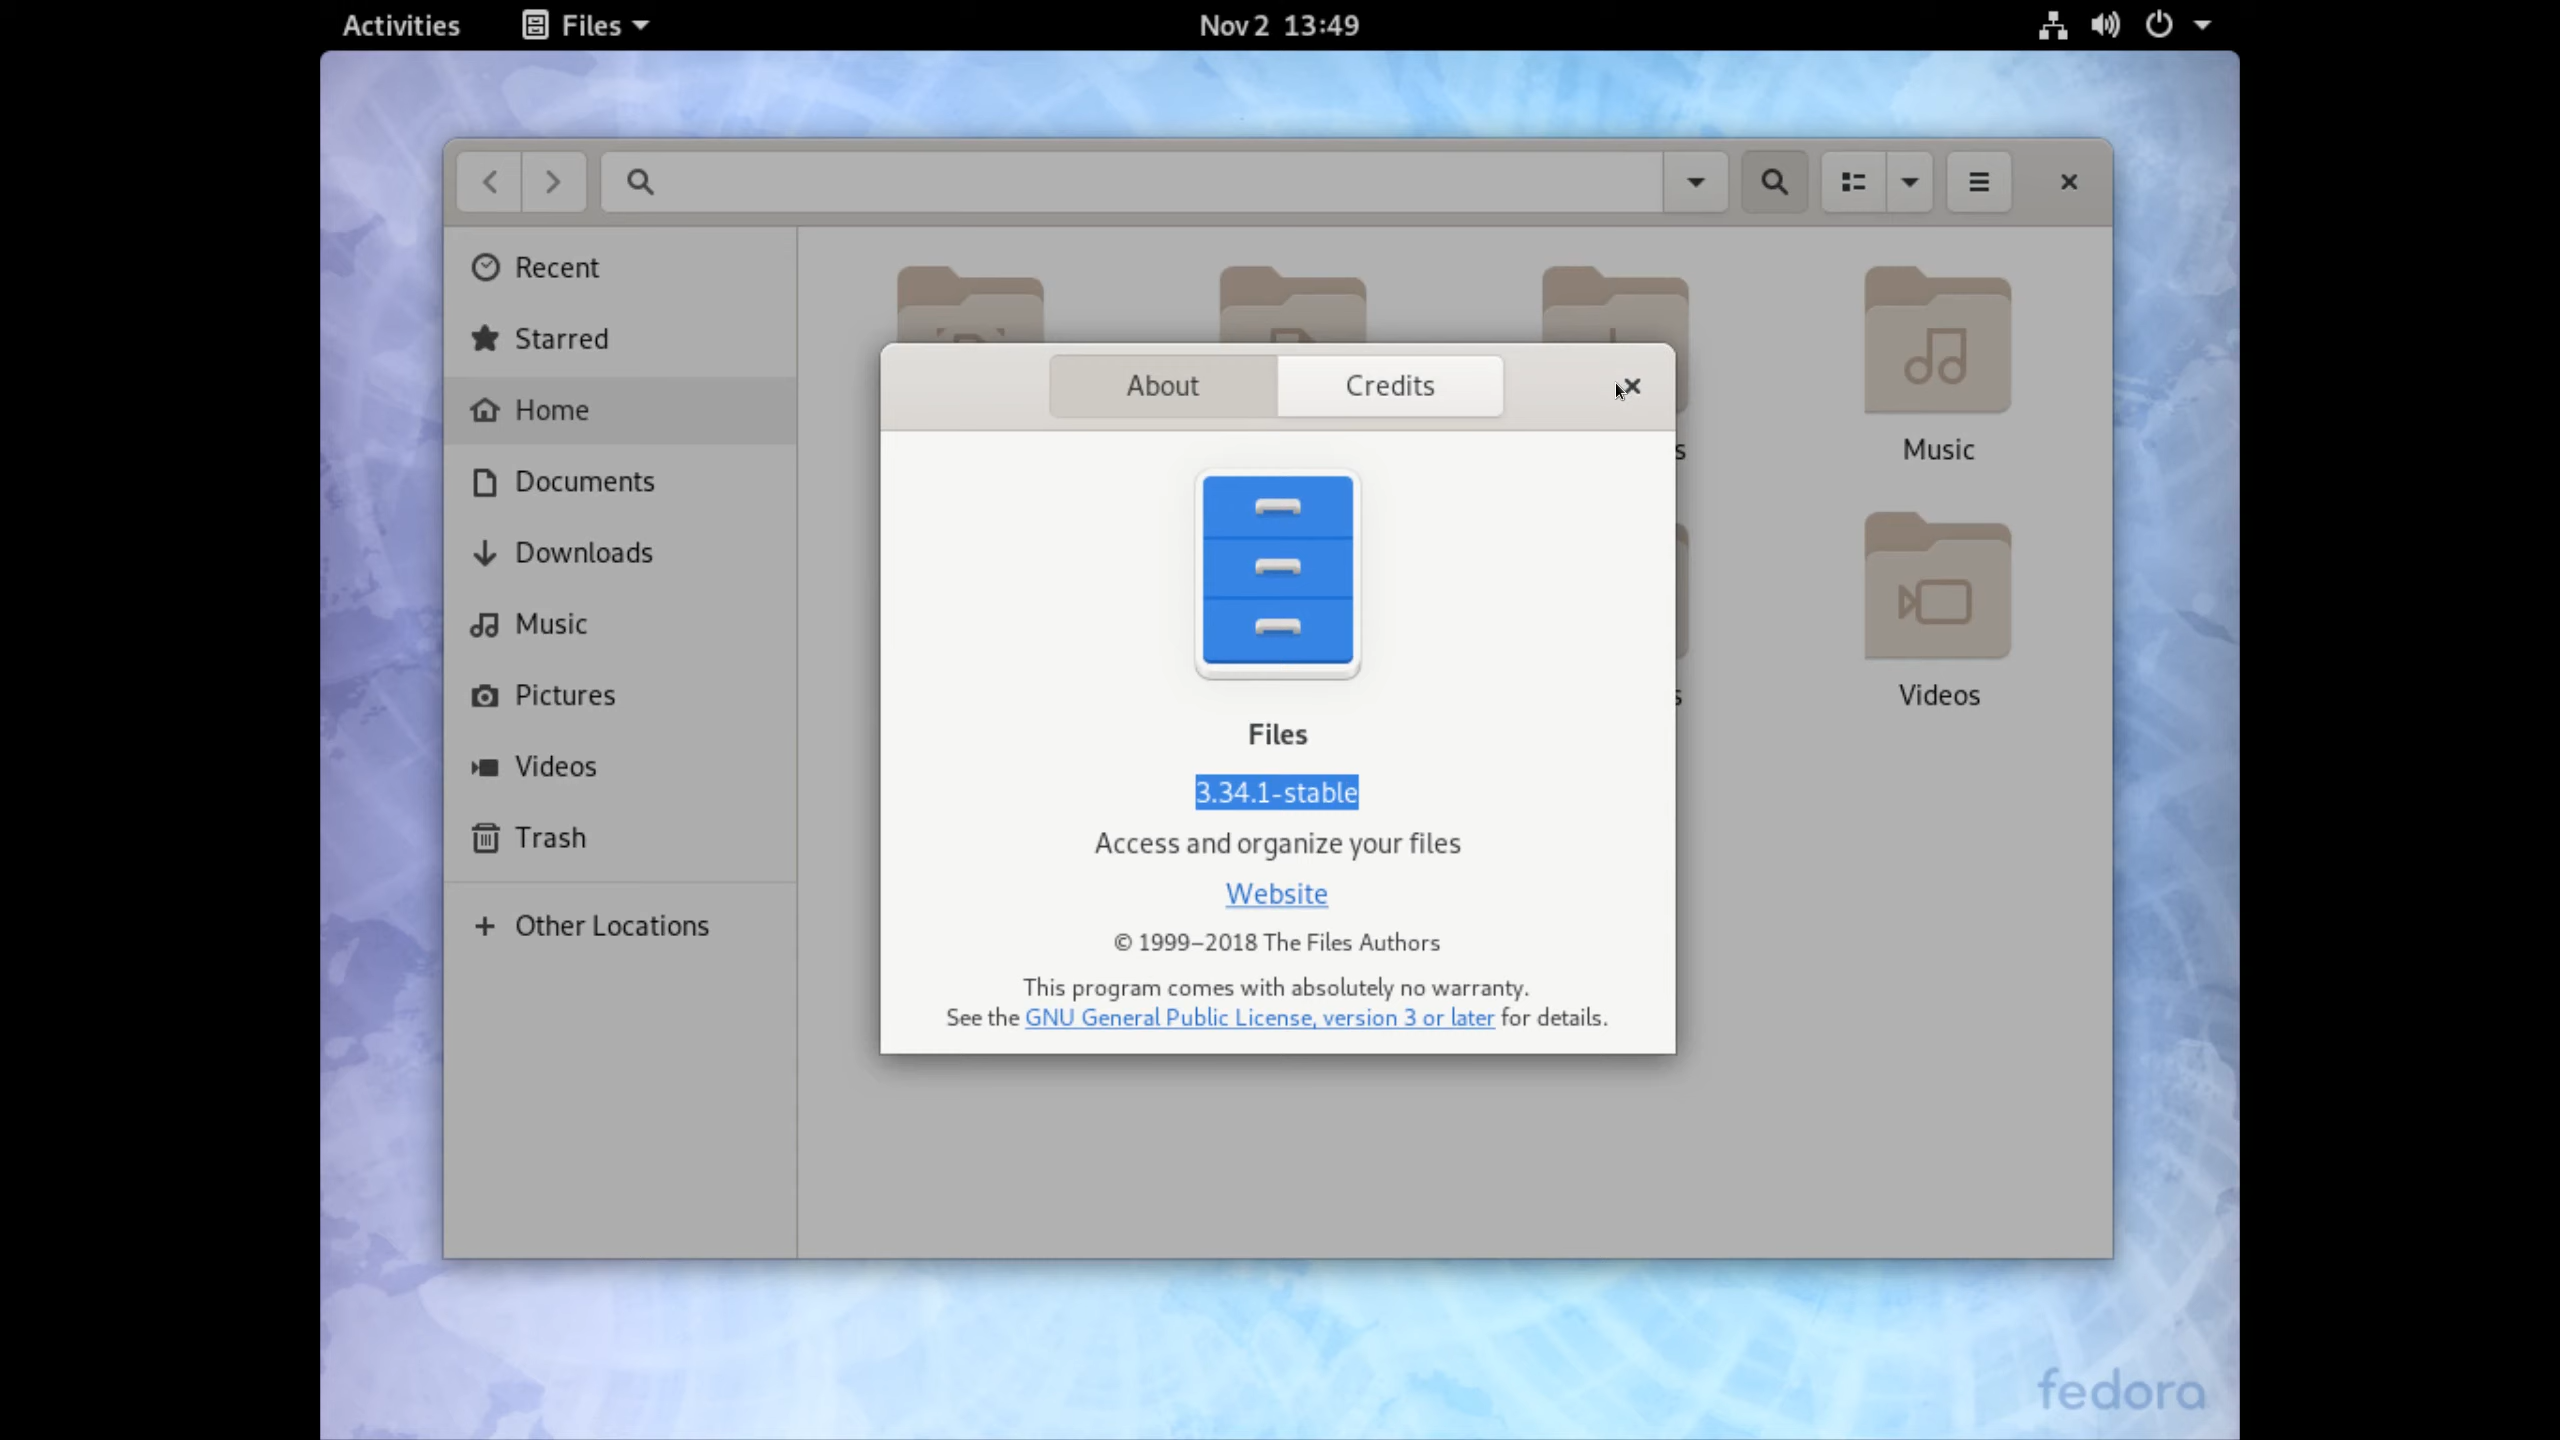 Activities
Files
Nov 2 13:49
Recent
Starred
Home
Documents
Downloads
Music
Pictures
Videos
Trash
Other Locations
Music
Videos
About
Credits
Files
3.34.1-stable
Access and organize your files
Website
© 1999–2018 The Files Authors
This program comes with absolutely no warranty.
See the GNU General Public License, version 3 or later for details.
fedora